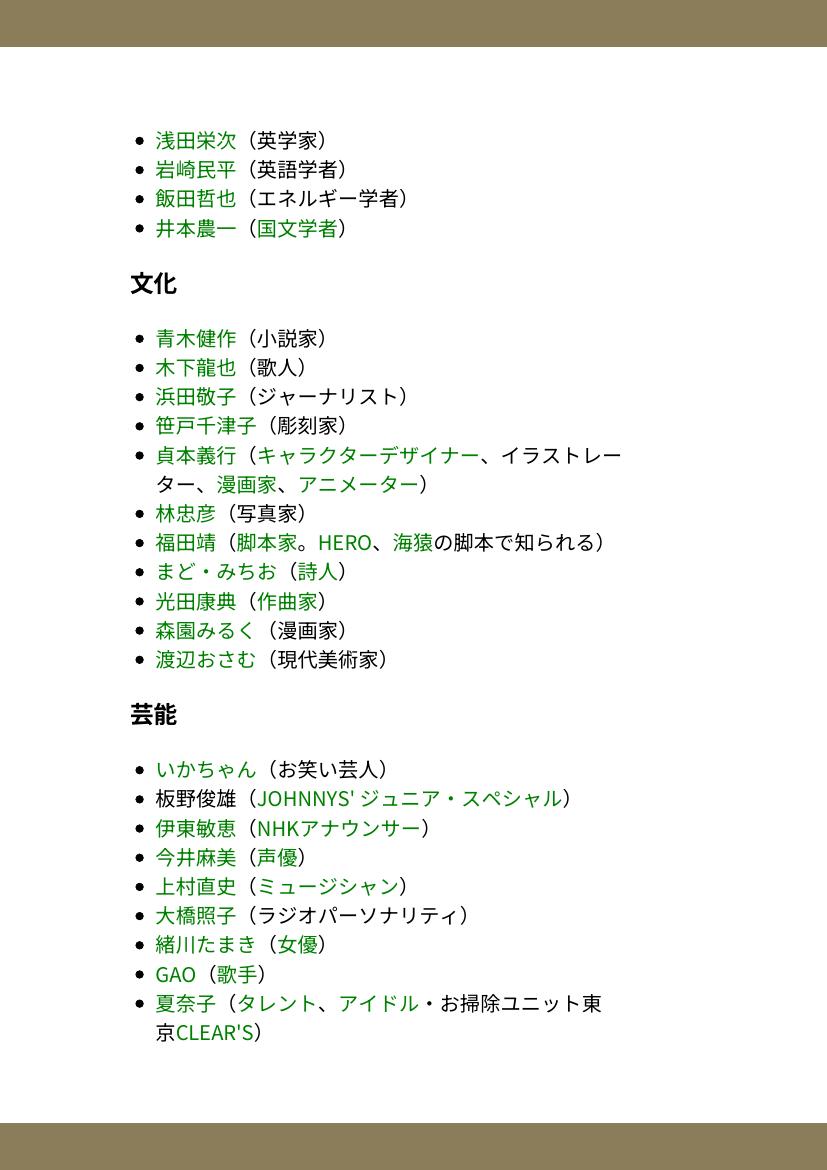 • 浅田栄次（英学家）
• 岩崎民平（英語学者）
• 飯田哲也（エネルギー学者）
• 井本農一（国文学者）
文化
• 青木健作（小説家）
• 木下龍也（歌人）
• 浜田敬子（ジャーナリスト）
• 笹戸千津子（彫刻家）
• 貞本義行（キャラクターデザイナー、イラストレー
ター、漫画家、アニメーター）
• 林忠彦（写真家）
• 福田靖（脚本家。HERO、海猿の脚本で知られる）
• まど・みちお（詩人）
• 光田康典（作曲家）
• 森園みるく（漫画家）
• 渡辺おさむ（現代美術家）
芸能
• いかちゃん（お笑い芸人）
• 板野俊雄（JOHNNYS' ジュニア・スペシャル）
• 伊東敏恵（NHKアナウンサー）
• 今井麻美（声優）
• 上村直史（ミュージシャン）
• 大橋照子（ラジオパーソナリティ）
• 緒川たまき（女優）
• GAO（歌手）
• 夏奈子（タレント、アイドル・お掃除ユニット東
京CLEAR'S）